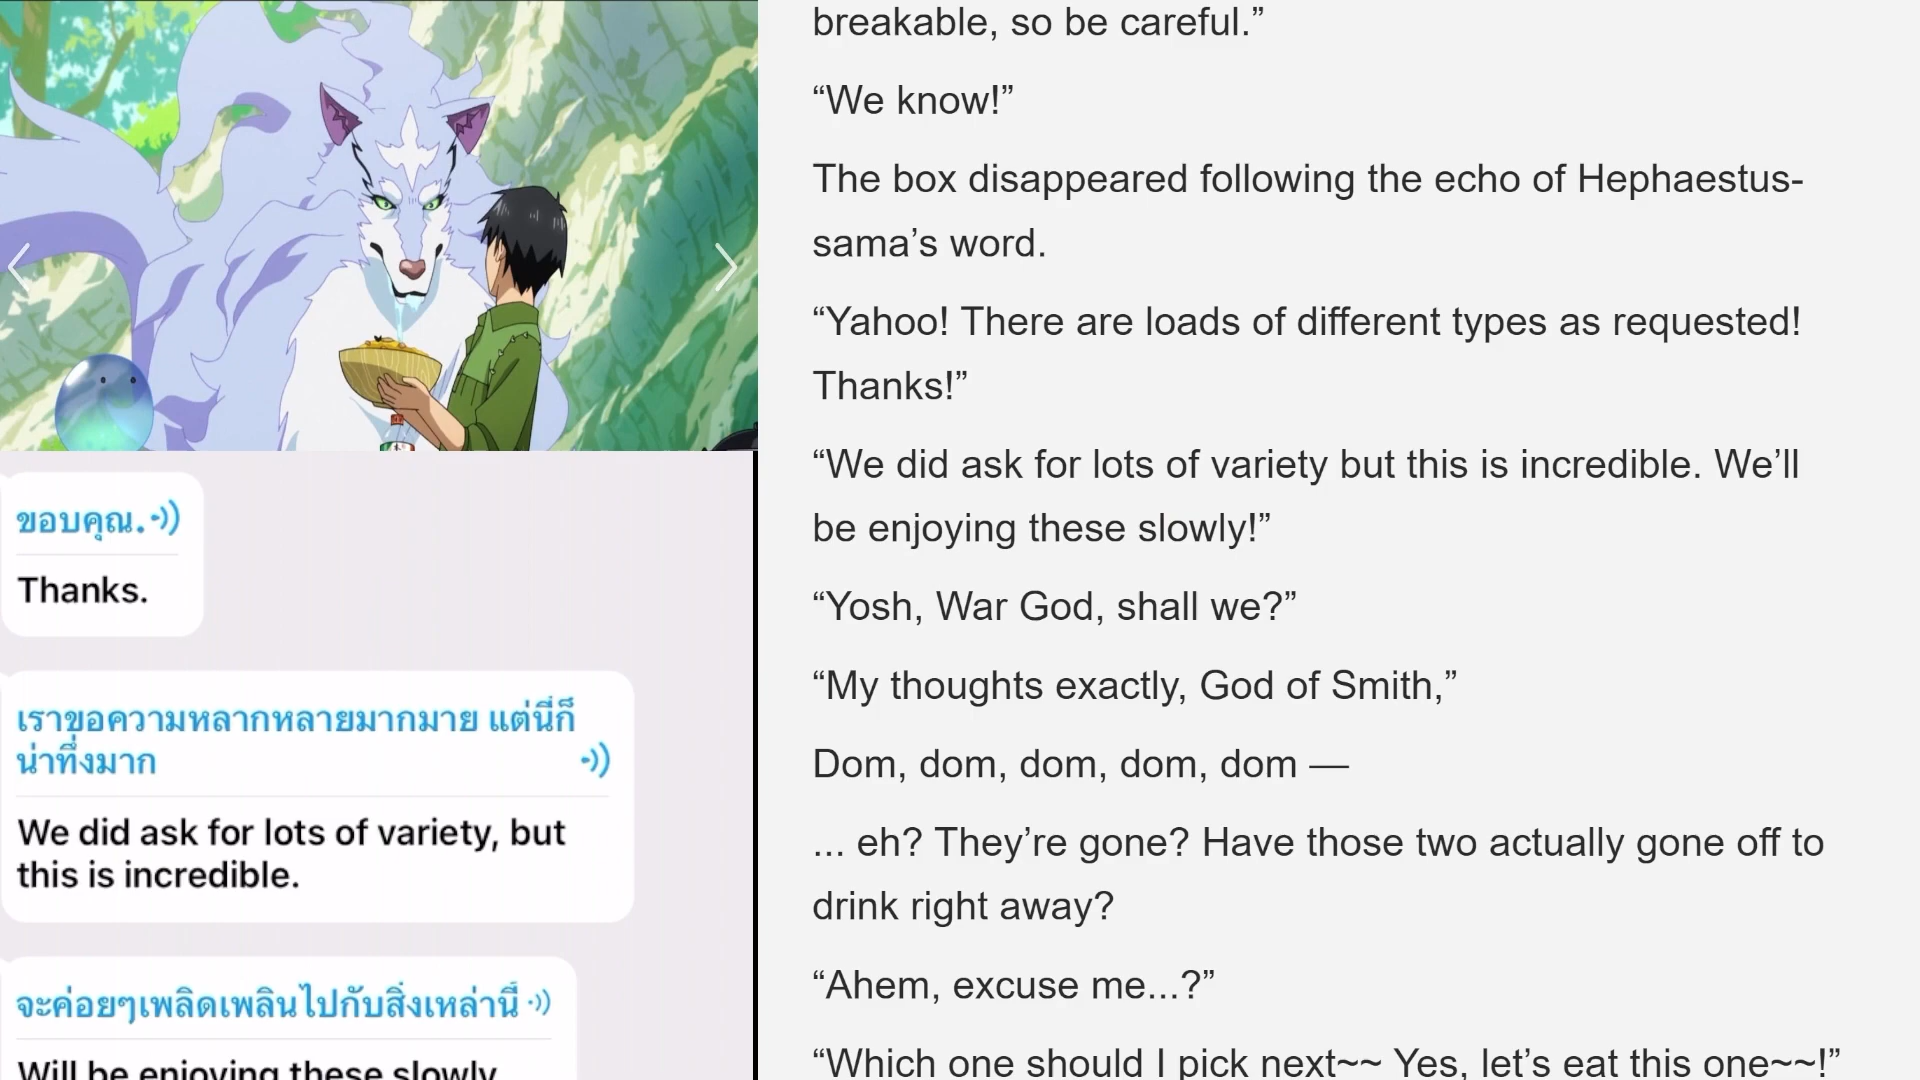 ขอบคุณ.
Thanks.
เราขอความหลากหลายมากมาย แต่นี่ก็
น่าทึ่งมาก
We did ask for lots of variety, but
this is incredible.
จะค่อยๆเพลิดเพลินไปกับสิ่งเหล่านี้
Will be enjoying these slowly
breakable, so be careful.”
“We know!”
The box disappeared following the echo of Hephaestus-
sama’s word.
“Yahoo! There are loads of different types as requested!
Thanks!”
“We did ask for lots of variety but this is incredible. We’ll
be enjoying these slowly!”
“Yosh, War God, shall we?”
“My thoughts exactly, God of Smith,”
Dom, dom, dom, dom, dom —
... eh? They’re gone? Have those two actually gone off to
drink right away?
“Ahem, excuse me...?”
“Which one should I pick next~~ Yes, let’s eat this one~~!”